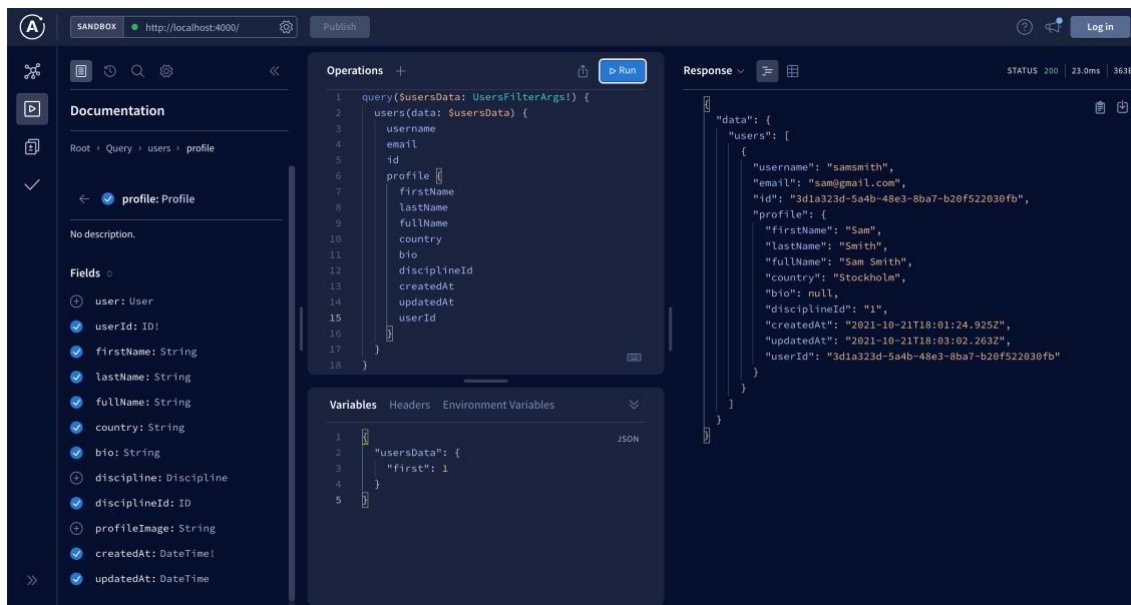 SANDBOX http://localhost:4000/
Publish
Log in
Documentation
Root › Query › users › profile
profile: Profile
No description.
Fields
user: User
userId: ID!
firstName: String
lastName: String
fullName: String
country: String
bio: String
discipline: Discipline
disciplineId: ID
profileImage: String
createdAt: DateTime!
updatedAt: DateTime
Operations
Run
1 query($usersData: UsersFilterArgs!) {
2 users(data: $usersData) {
3 username
4 email
5 id
6 profile {
7 firstName
8 lastName
9 fullName
10 country
11 bio
12 disciplineId
13 createdAt
14 updatedAt
15 userId
16 }
17 }
18 }
Variables Headers Environment Variables
JSON
1 {
2 "usersData": {
3 "first": 1
4 }
5 }
Response
STATUS 200 23.0ms 363B
{
"data": {
"users": [
{
"username": "samsmith",
"email": "sam@gmail.com",
"id": "3d1a323d-5a4b-48e3-8ba7-b20f522030fb",
"profile": {
"firstName": "Sam",
"lastName": "Smith",
"fullName": "Sam Smith",
"country": "Stockholm",
"bio": null,
"disciplineId": "1",
"createdAt": "2021-10-21T18:01:24.925Z",
"updatedAt": "2021-10-21T18:03:02.263Z",
"userId": "3d1a323d-5a4b-48e3-8ba7-b20f522030fb"
}
}
]
}
}